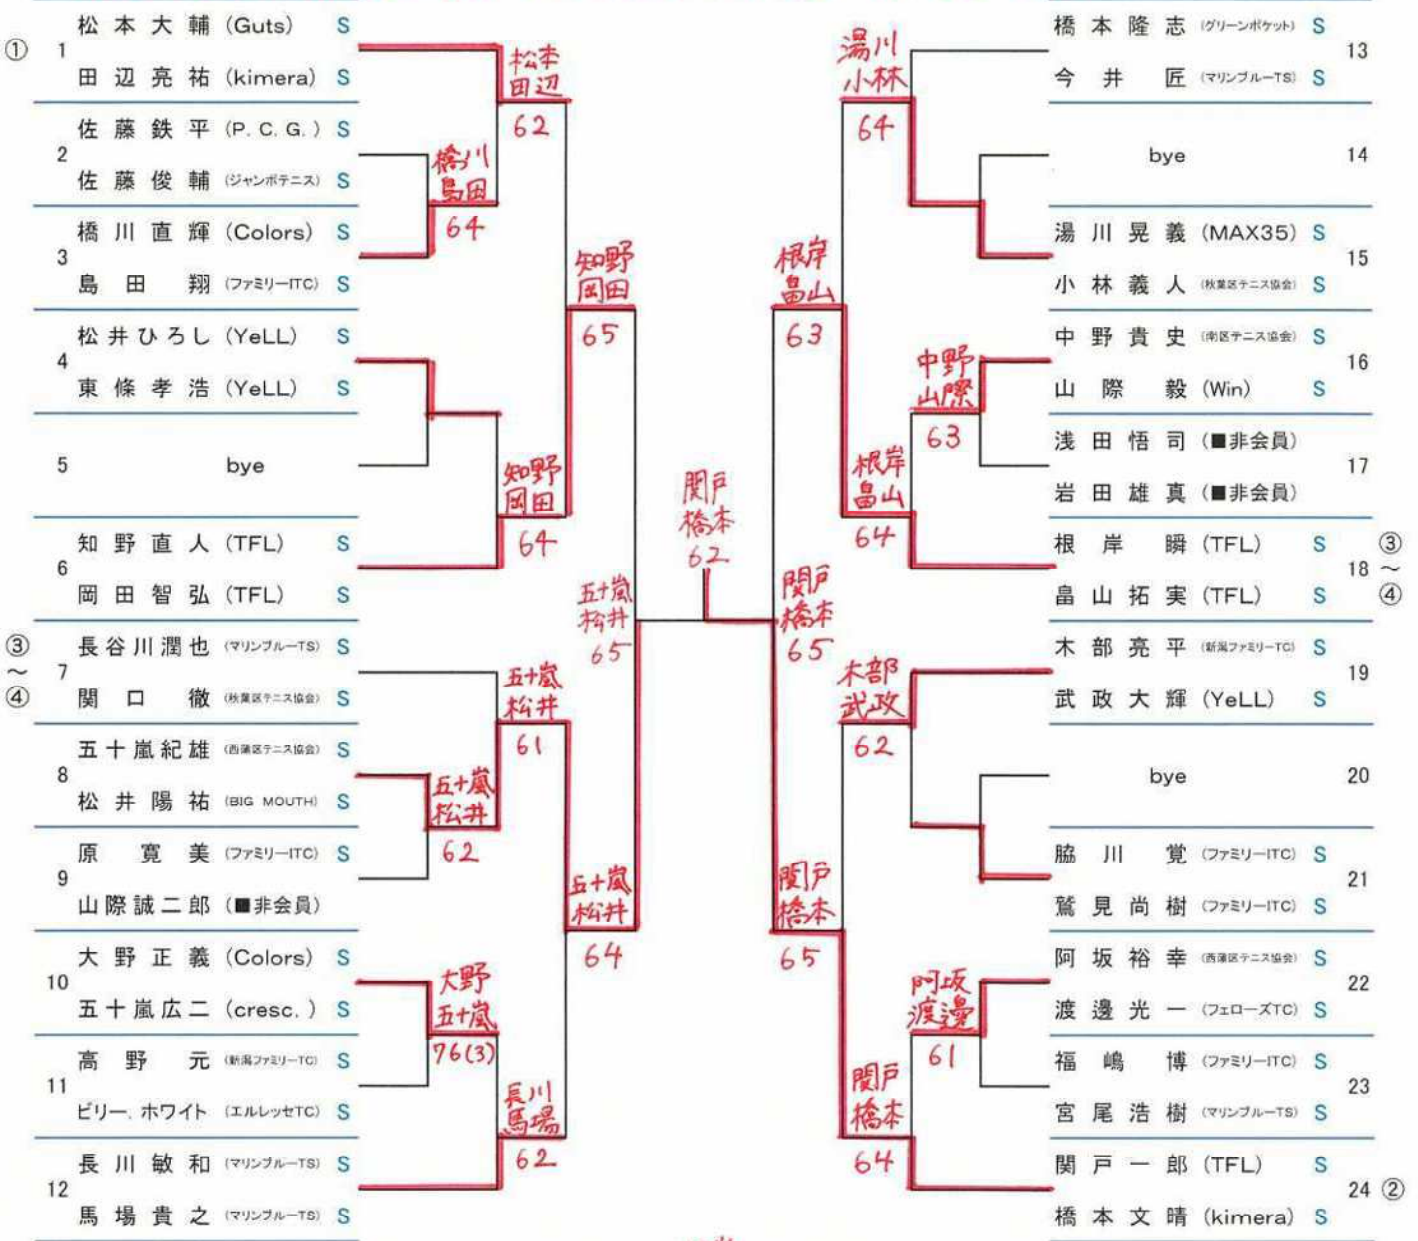 ① 1 松本大輔 (Guts) S
田辺亮祐 (kimera) S
2 佐藤鉄平 (P.C.G.) S
佐藤俊輔 (ジャンボテニス) S
3 橋川直輝 (Colors) S
島田 翔 (ファミリーITC) S
4 松井ひろし (YeLL) S
東條孝浩 (YeLL) S
5 bye
6 知野直人 (TFL) S
岡田智弘 (TFL) S
③〜④ 7 長谷川潤也 (マリンブルーTS) S
関口 徹 (秋葉区テニス協会) S
8 五十嵐紀雄 (西蒲区テニス協会) S
松井陽祐 (BIG MOUTH) S
9 原 寛美 (ファミリーITC) S
山際誠二郎 (■非会員)
10 大野正義 (Colors) S
五十嵐広二 (cresc.) S
11 高野 元 (新潟ファミリーTC) S
ビリー.ホワイト (エルレッセTC) S
12 長川敏和 (マリンブルーTS) S
馬場貴之 (マリンブルーTS) S
橋川
島田
64
五十嵐
松井
62
大野
五十嵐
76(3)
松本
田辺
62
知野
岡田
64
五十嵐
松井
61
長川
馬場
62
知野
岡田
65
五十嵐
松井
64
五十嵐
松井
65
関戸
橋本
62
関戸
橋本
65
根岸
畠山
63
関戸
橋本
65
湯川
小林
64
根岸
畠山
64
木部
武政
62
関戸
橋本
64
中野
山際
63
阿坂
渡邊
61
橋本隆志 (グリーンポケット) S 13
今井 匠 (マリンブルーTS) S
bye 14
湯川晃義 (MAX35) S 15
小林義人 (秋葉区テニス協会) S
中野貴史 (南区テニス協会) S 16
山際 毅 (Win) S
浅田悟司 (■非会員) 17
岩田雄真 (■非会員)
根岸 瞬 (TFL) S 18 ③〜④
畠山拓実 (TFL) S
木部亮平 (新潟ファミリーTC) S 19
武政大輝 (YeLL) S
bye 20
脇川 覚 (ファミリーITC) S 21
鷲見尚樹 (ファミリーITC) S
阿坂裕幸 (西蒲区テニス協会) S 22
渡邊光一 (フェローズTC) S
福嶋 博 (ファミリーITC) S 23
宮尾浩樹 (マリンブルーTS) S
関戸一郎 (TFL) S 24 ②
橋本文晴 (kimera) S